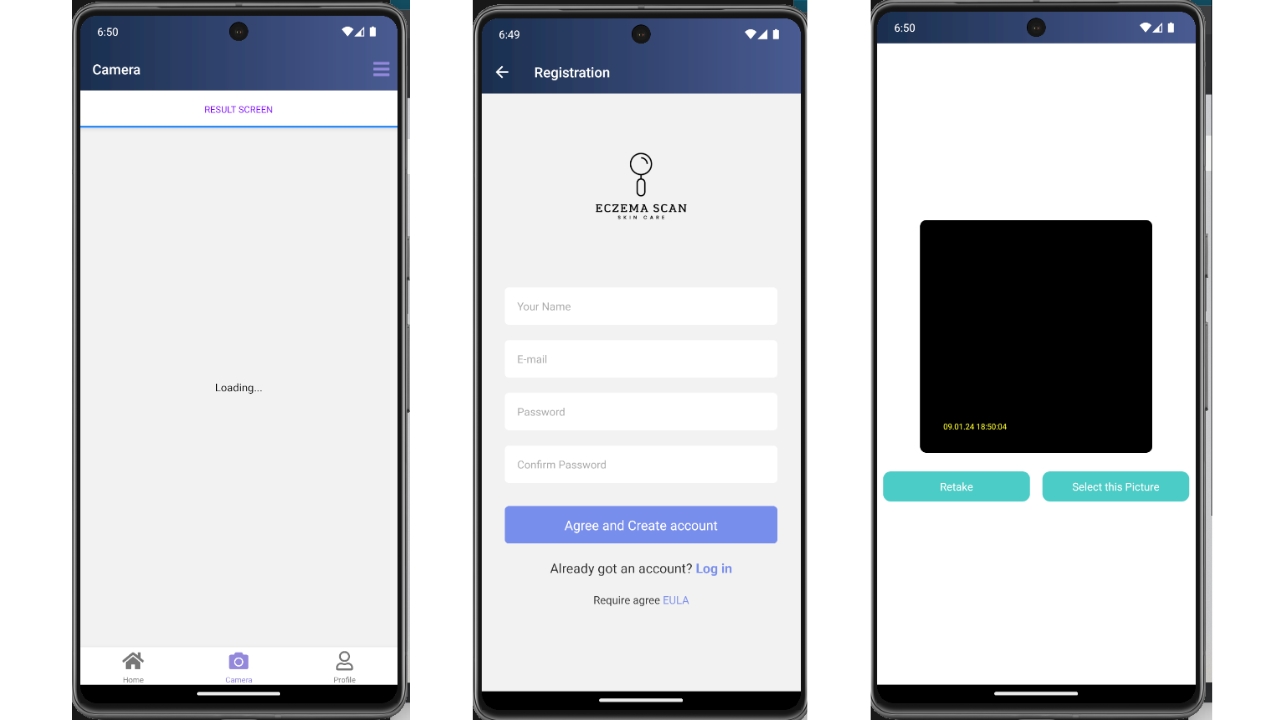 6:50
Camera
RESULT SCREEN
Loading...
Home
Camera
Profile
6:49
Registration
ECZEMA SCAN
SKIN CARE
Your Name
E-mail
Password
Confirm Password
Agree and Create account
Already got an account? Log in
Require agree EULA
6:50
09.01.24 18:50:04
Retake
Select this Picture